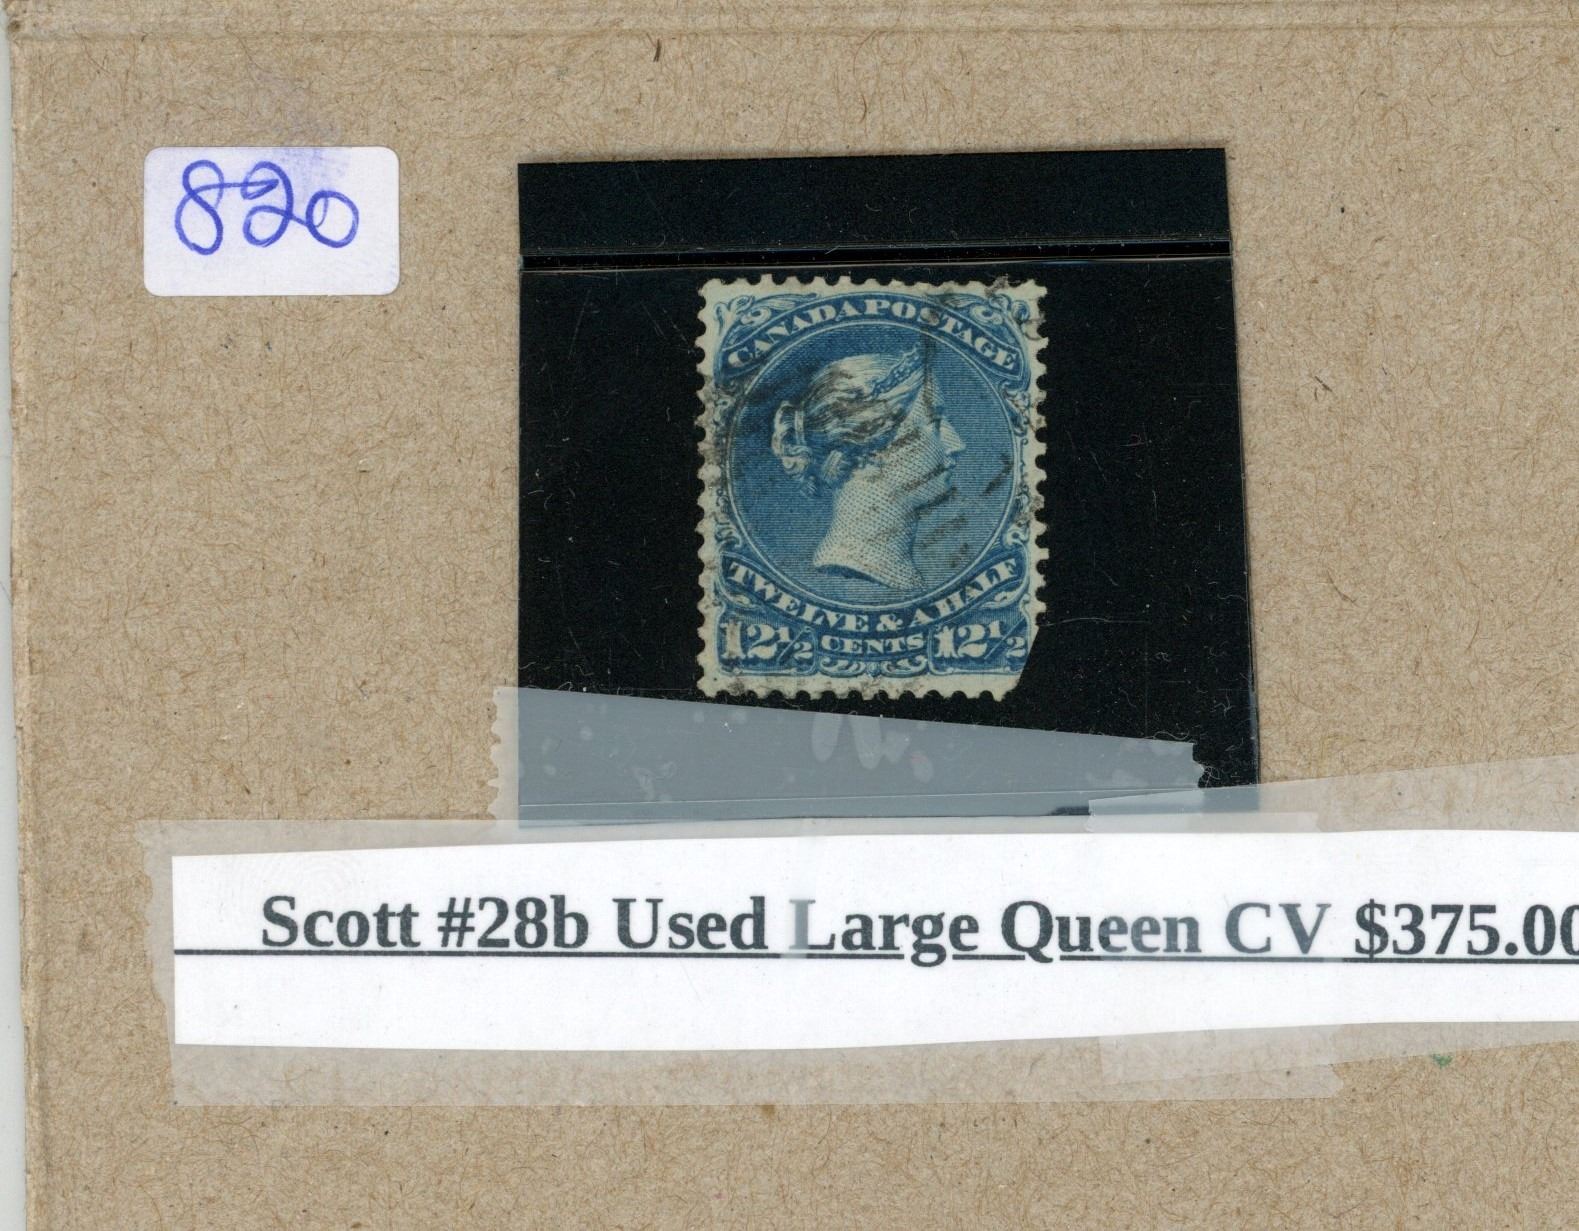 820
CANADA POSTAGE
TWELVE & A HALF
12½ CENTS 12½
Scott #28b Used Large Queen CV $375.00